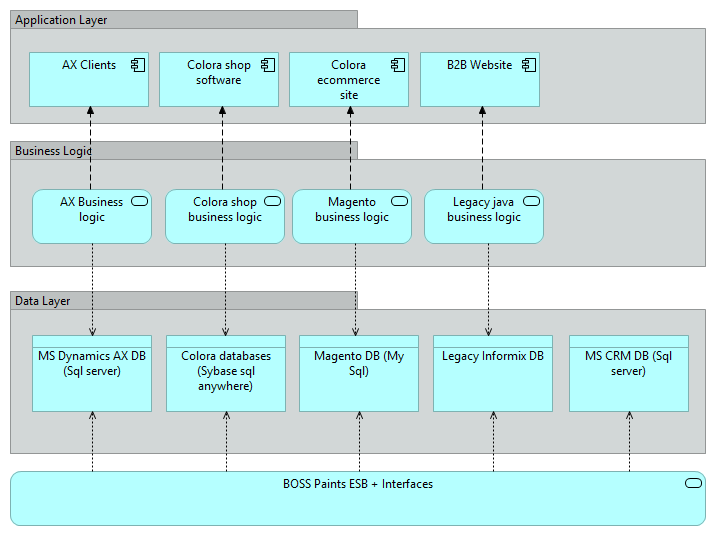 Application Layer
AX Clients
Colora shop
software
Colora
ecommerce
site
B2B Website
Business Logic
AX Business
logic
Colora shop
business logic
Magento
business logic
Legacy java
business logic
Data Layer
MS Dynamics AX DB
(Sql server)
Colora databases
(Sybase sql
anywhere)
Magento DB (My
Sql)
Legacy Informix DB
MS CRM DB (Sql
server)
BOSS Paints ESB + Interfaces